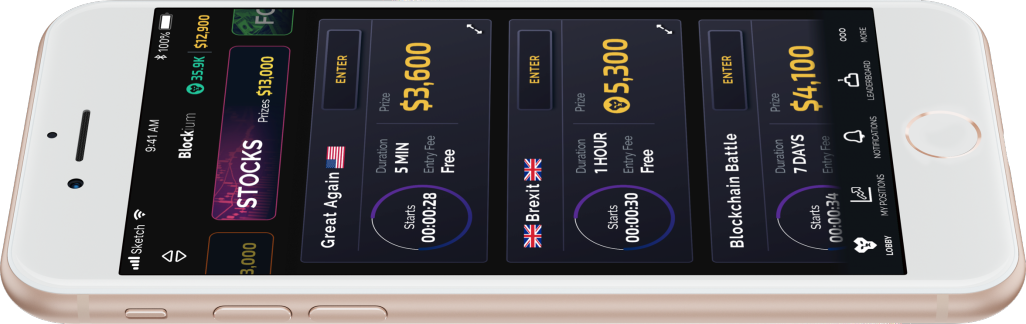 Sketch 9:41 AM 100%
Blockium 35.9K $12,900
3,000
STOCKS Prizes $13,000
FO
Great Again
ENTER
Starts
00:00:28
Duration
5 MIN
Entry Fee
Free
Prize
$3,600
Brexit
ENTER
Starts
00:00:30
Duration
1 HOUR
Entry Fee
Free
Prize
5,300
Blockchain Battle
ENTER
Starts
00:00:34
Duration
7 DAYS
Entry Fee
Free
Prize
$4,100
LOBBY
MY POSITIONS
NOTIFICATIONS
LEADERBOARD
MORE